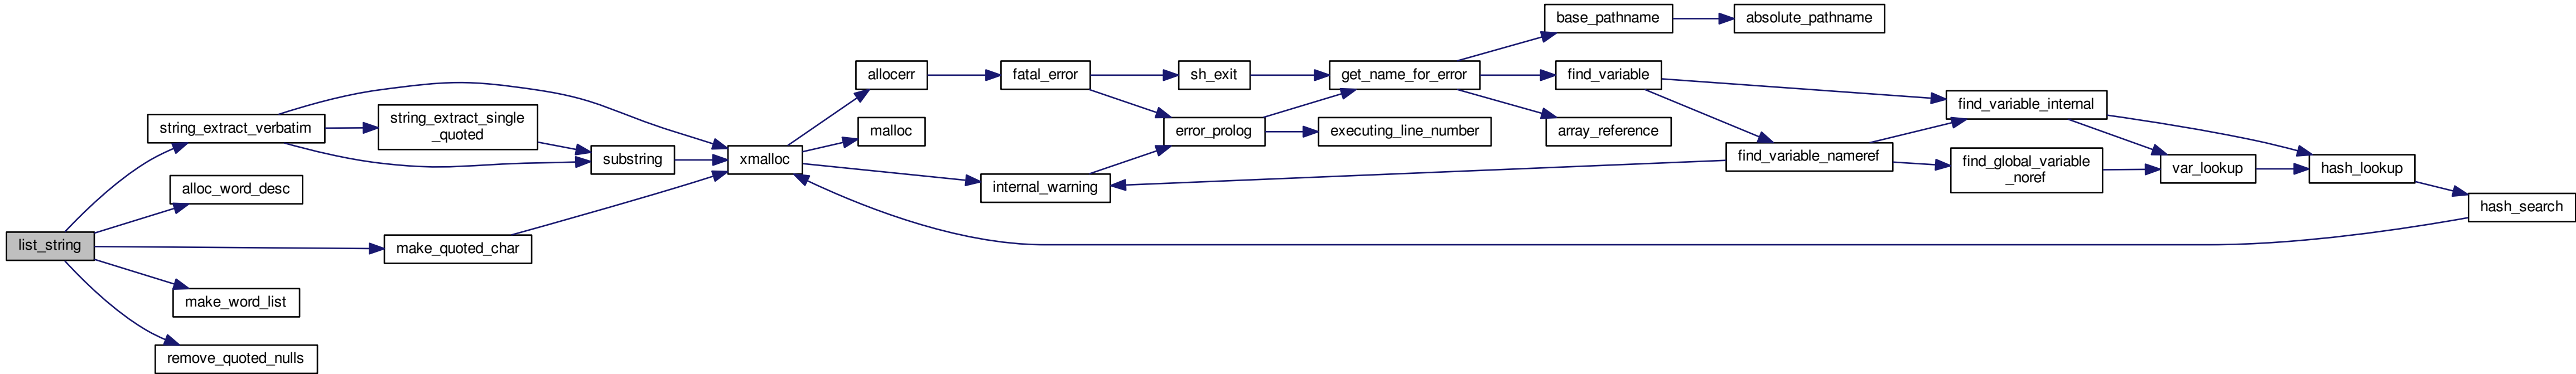 list_string
string_extract_verbatim
alloc_word_desc
make_word_list
remove_quoted_nulls
string_extract_single
_quoted
make_quoted_char
substring
xmalloc
allocerr
malloc
internal_warning
fatal_error
sh_exit
error_prolog
get_name_for_error
executing_line_number
base_pathname
find_variable
array_reference
absolute_pathname
find_variable_nameref
find_variable_internal
find_global_variable
_noref
var_lookup
hash_lookup
hash_search